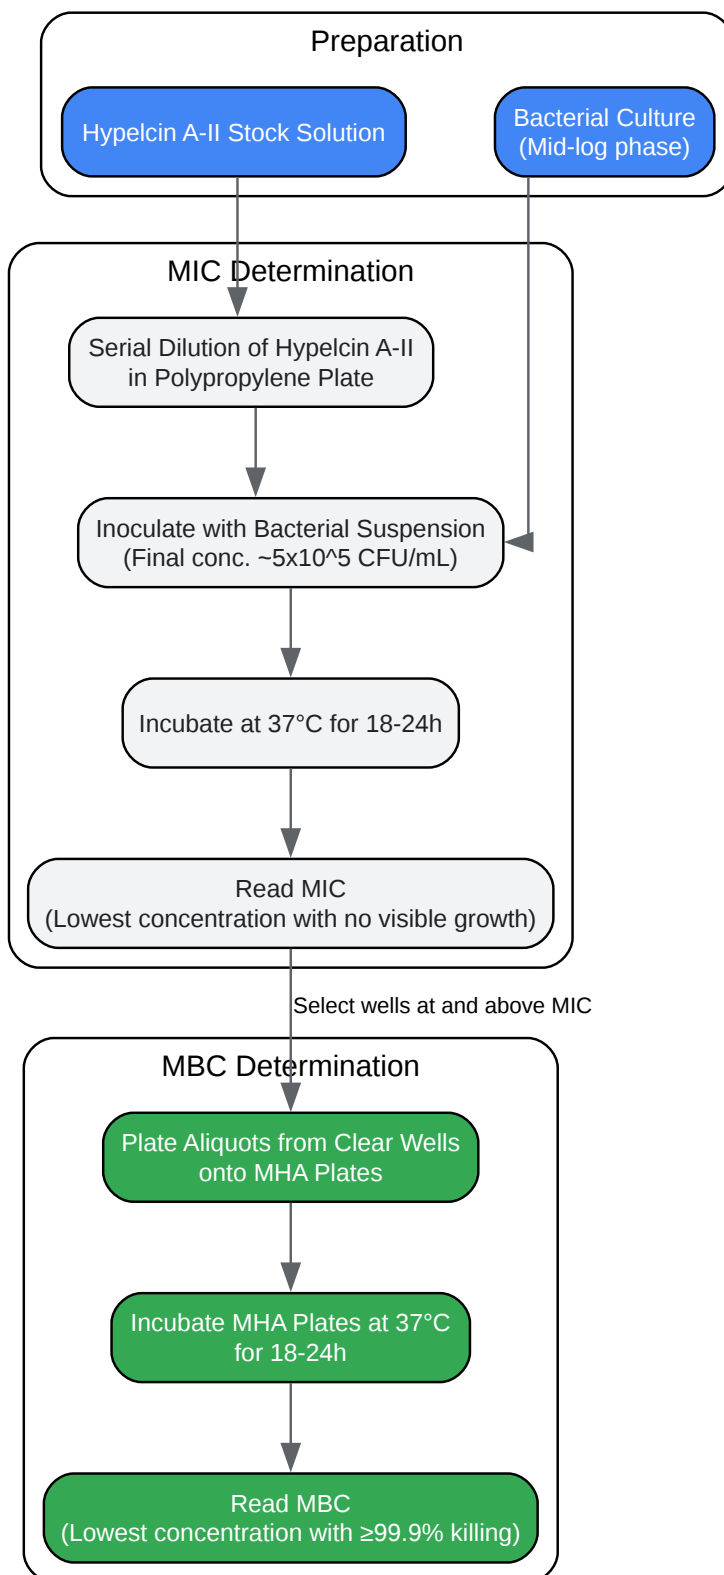 Preparation
Hypelcin A-II Stock Solution
Bacterial Culture
(Mid-log phase)
MIC Determination
Serial Dilution of Hypelcin A-II
in Polypropylene Plate
Inoculate with Bacterial Suspension
(Final conc. ~5x10^5 CFU/mL)
Incubate at 37°C for 18-24h
Read MIC
(Lowest concentration with no visible growth)
Select wells at and above MIC
MBC Determination
Plate Aliquots from Clear Wells
onto MHA Plates
Incubate MHA Plates at 37°C
for 18-24h
Read MBC
(Lowest concentration with ≥99.9% killing)